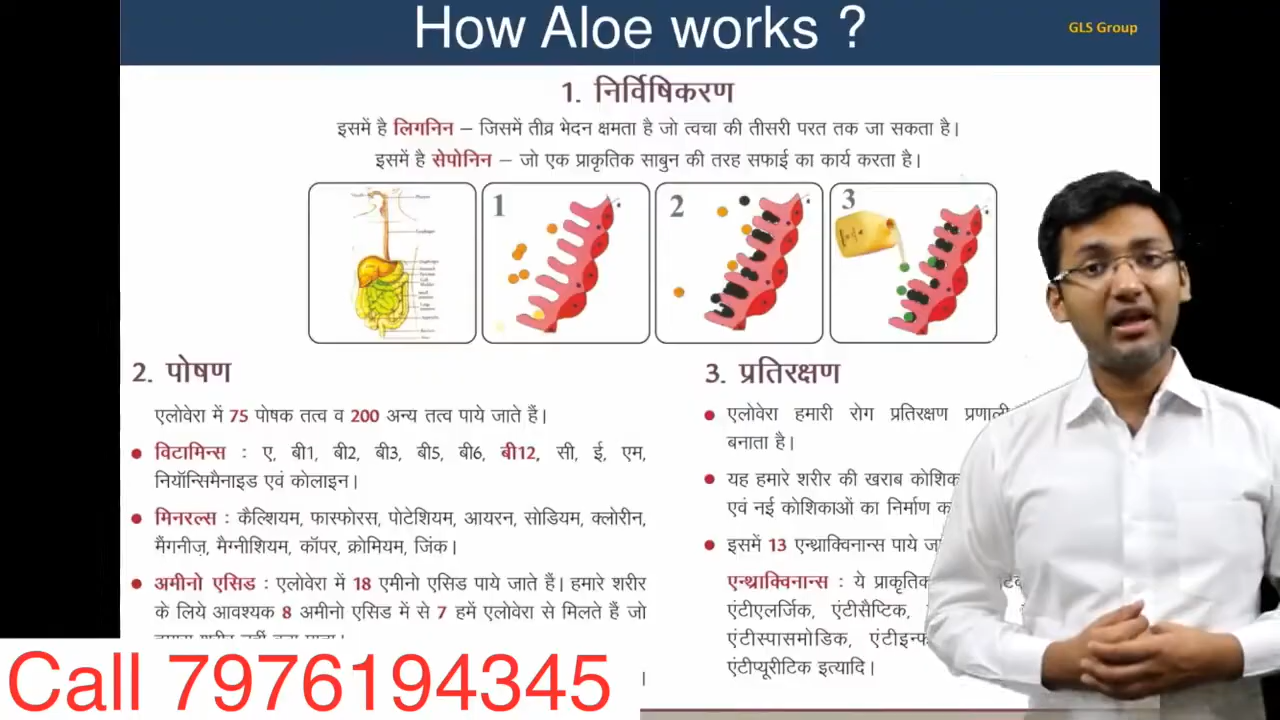 How Aloe works ?
GLS Group
1. निर्विषिकरण
इसमें है लिगनिन – जिसमें तीव्र भेदन क्षमता है जो त्वचा की तीसरी परत तक जा सकता है।
इसमें है सेपोनिन – जो एक प्राकृतिक साबुन की तरह सफाई का कार्य करता है।
1
2
3
2. पोषण
एलोवेरा में 75 पोषक तत्व व 200 अन्य तत्व पाये जाते हैं।
विटामिन्स : ए, बी1, बी2, बी3, बी5, बी6, बी12, सी, ई, एम,
नियॉन्सिमैनाइड एवं कोलाइन।
मिनरल्स : कैल्शियम, फास्फोरस, पोटेशियम, आयरन, सोडियम, क्लोरीन,
मैंगनीज़, मैग्नीशियम, कॉपर, क्रोमियम, जिंक।
अमीनो एसिड : एलोवेरा में 18 एमीनो एसिड पाये जाते हैं। हमारे शरीर
के लिये आवश्यक 8 अमीनो एसिड में से 7 हमें एलोवेरा से मिलते हैं जो
3. प्रतिरक्षण
एलोवेरा हमारी रोग प्रतिरक्षण
बनाता है।
यह हमारे शरीर की खराब
एवं नई कोशिकाओं का निर्माण
इसमें 13 एन्थ्राक्विनान्स पाये
एन्थ्राक्विनान्स : ये
एंटीएलर्जिक, एंटीसैप्टिक,
एंटीस्पासमोडिक,
एंटीप्यूरीटिक इत्यादि।
Call 7976194345